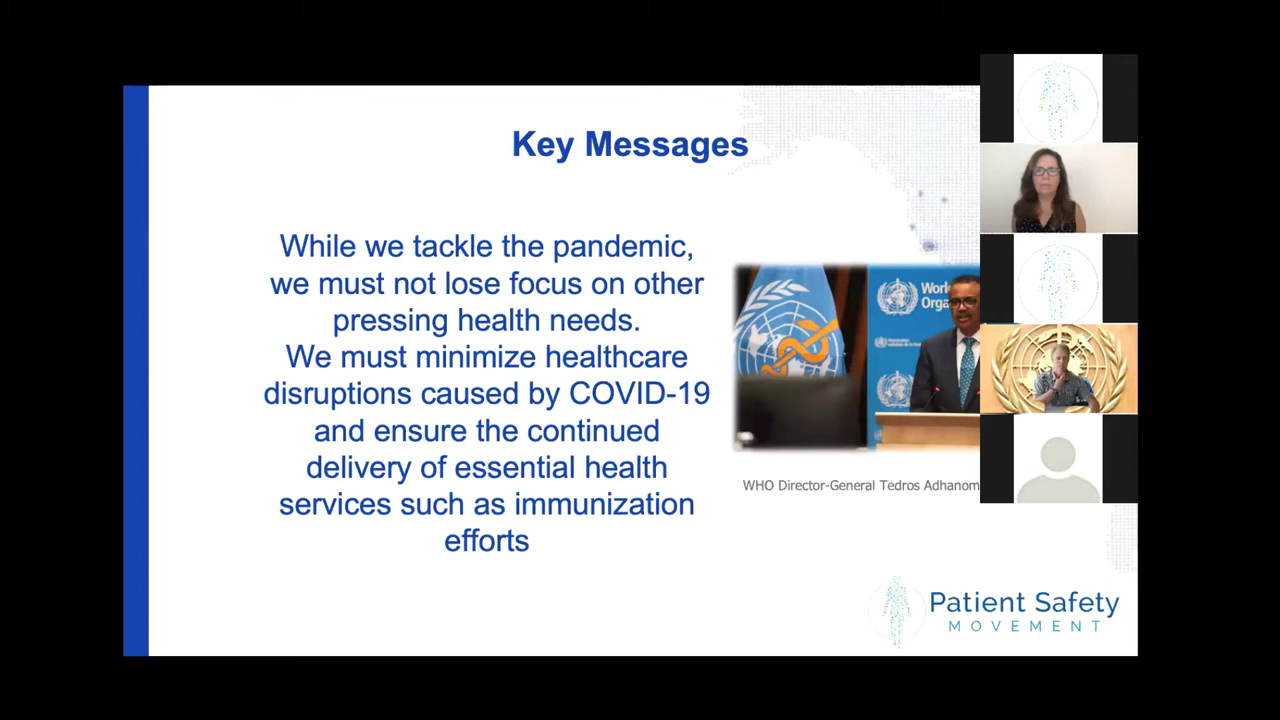 Key Messages
While we tackle the pandemic,
we must not lose focus on other
pressing health needs.
We must minimize healthcare
disruptions caused by COVID-19
and ensure the continued
delivery of essential health
services such as immunization
efforts
Worl
Orga
WHO Director-General Tedros Adhanom
Patient Safety
MOVEMENT